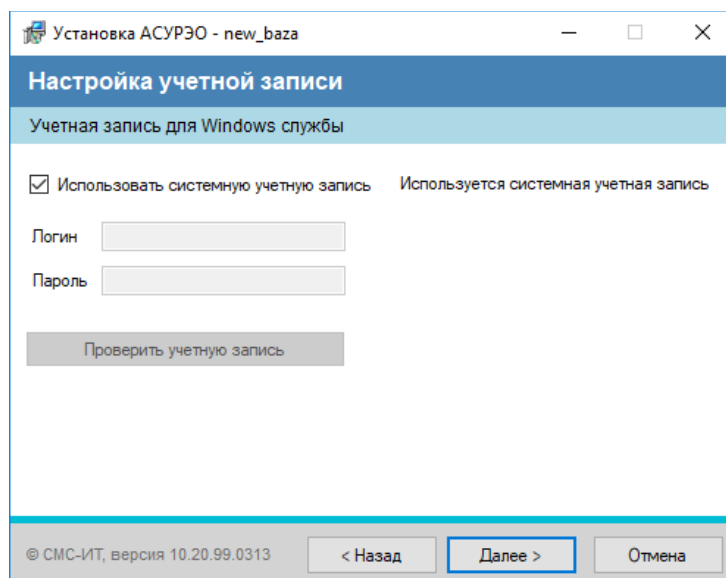 Установка АСУРЭО - new_baza
Настройка учетной записи
Учетная запись для Windows службы
Использовать системную учетную запись
Используется системная учетная запись
Логин
Пароль
Проверить учетную запись
© СМС-ИТ, версия 10.20.99.0313
< Назад
Далее >
Отмена